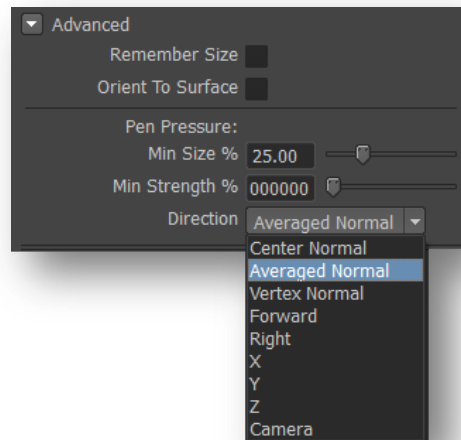 Advanced
Remember Size
Orient To Surface
Pen Pressure:
Min Size % 25.00
Min Strength % 000000
Direction Averaged Normal
Center Normal
Averaged Normal
Vertex Normal
Forward
Right
X
Y
Z
Camera